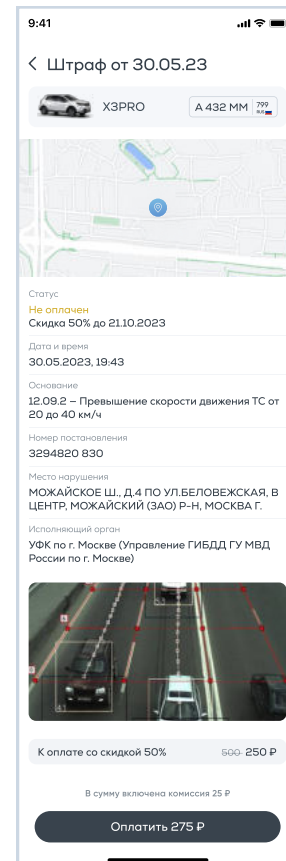 9:41
Штраф от 30.05.23
X3PRO
А 432 ММ 799
RUS
Статус
Не оплачен
Скидка 50% до 21.10.2023
Дата и время
30.05.2023, 19:43
Основание
12.09.2 – Превышение скорости движения ТС от
20 до 40 км/ч
Номер постановления
3294820 830
Место нарушения
МОЖАЙСКОЕ Ш., Д.4 ПО УЛ.БЕЛОВЕЖСКАЯ, В
ЦЕНТР, МОЖАЙСКИЙ (ЗАО) Р-Н, МОСКВА Г.
Исполняющий орган
УФК по г. Москве (Управление ГИБДД ГУ МВД
России по г. Москве)
41
К оплате со скидкой 50% 500 250 ₽
В сумму включена комиссия 25 ₽
Оплатить 275 ₽